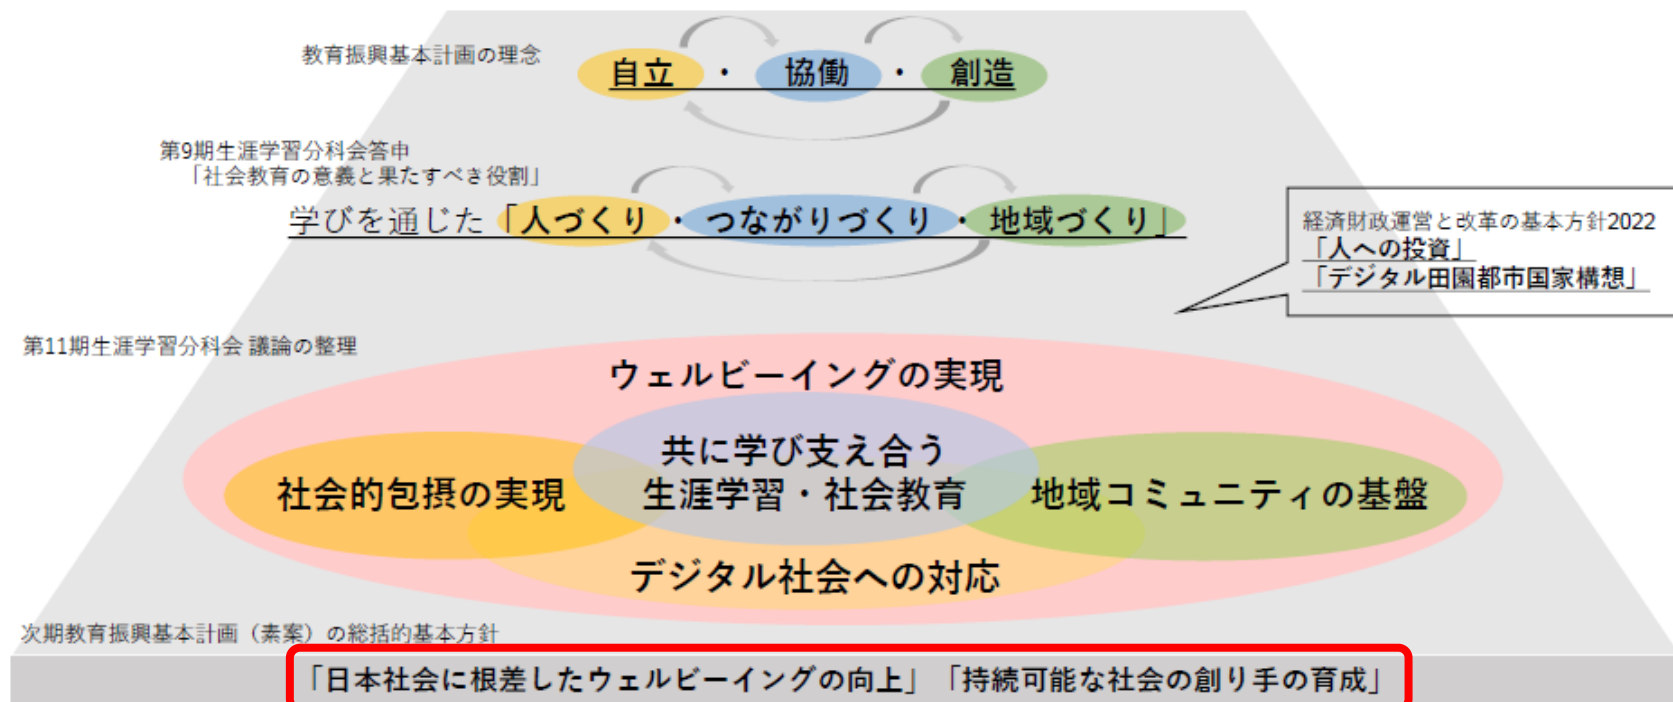 教育振興基本計画の理念
自立・協働・創造
第9期生涯学習分科会答申
「社会教育の意義と果たすべき役割」
学びを通じた「人づくり・つながりづくり・地域づくり」
経済財政運営と改革の基本方針2022
「人への投資」
「デジタル田園都市国家構想」
第11期生涯学習分科会 議論の整理
ウェルビーイングの実現
共に学び支え合う
社会的包摂の実現
生涯学習・社会教育
地域コミュニティの基盤
デジタル社会への対応
次期教育振興基本計画（素案）の総括的基本方針
「日本社会に根差したウェルビーイングの向上」「持続可能な社会の創り手の育成」